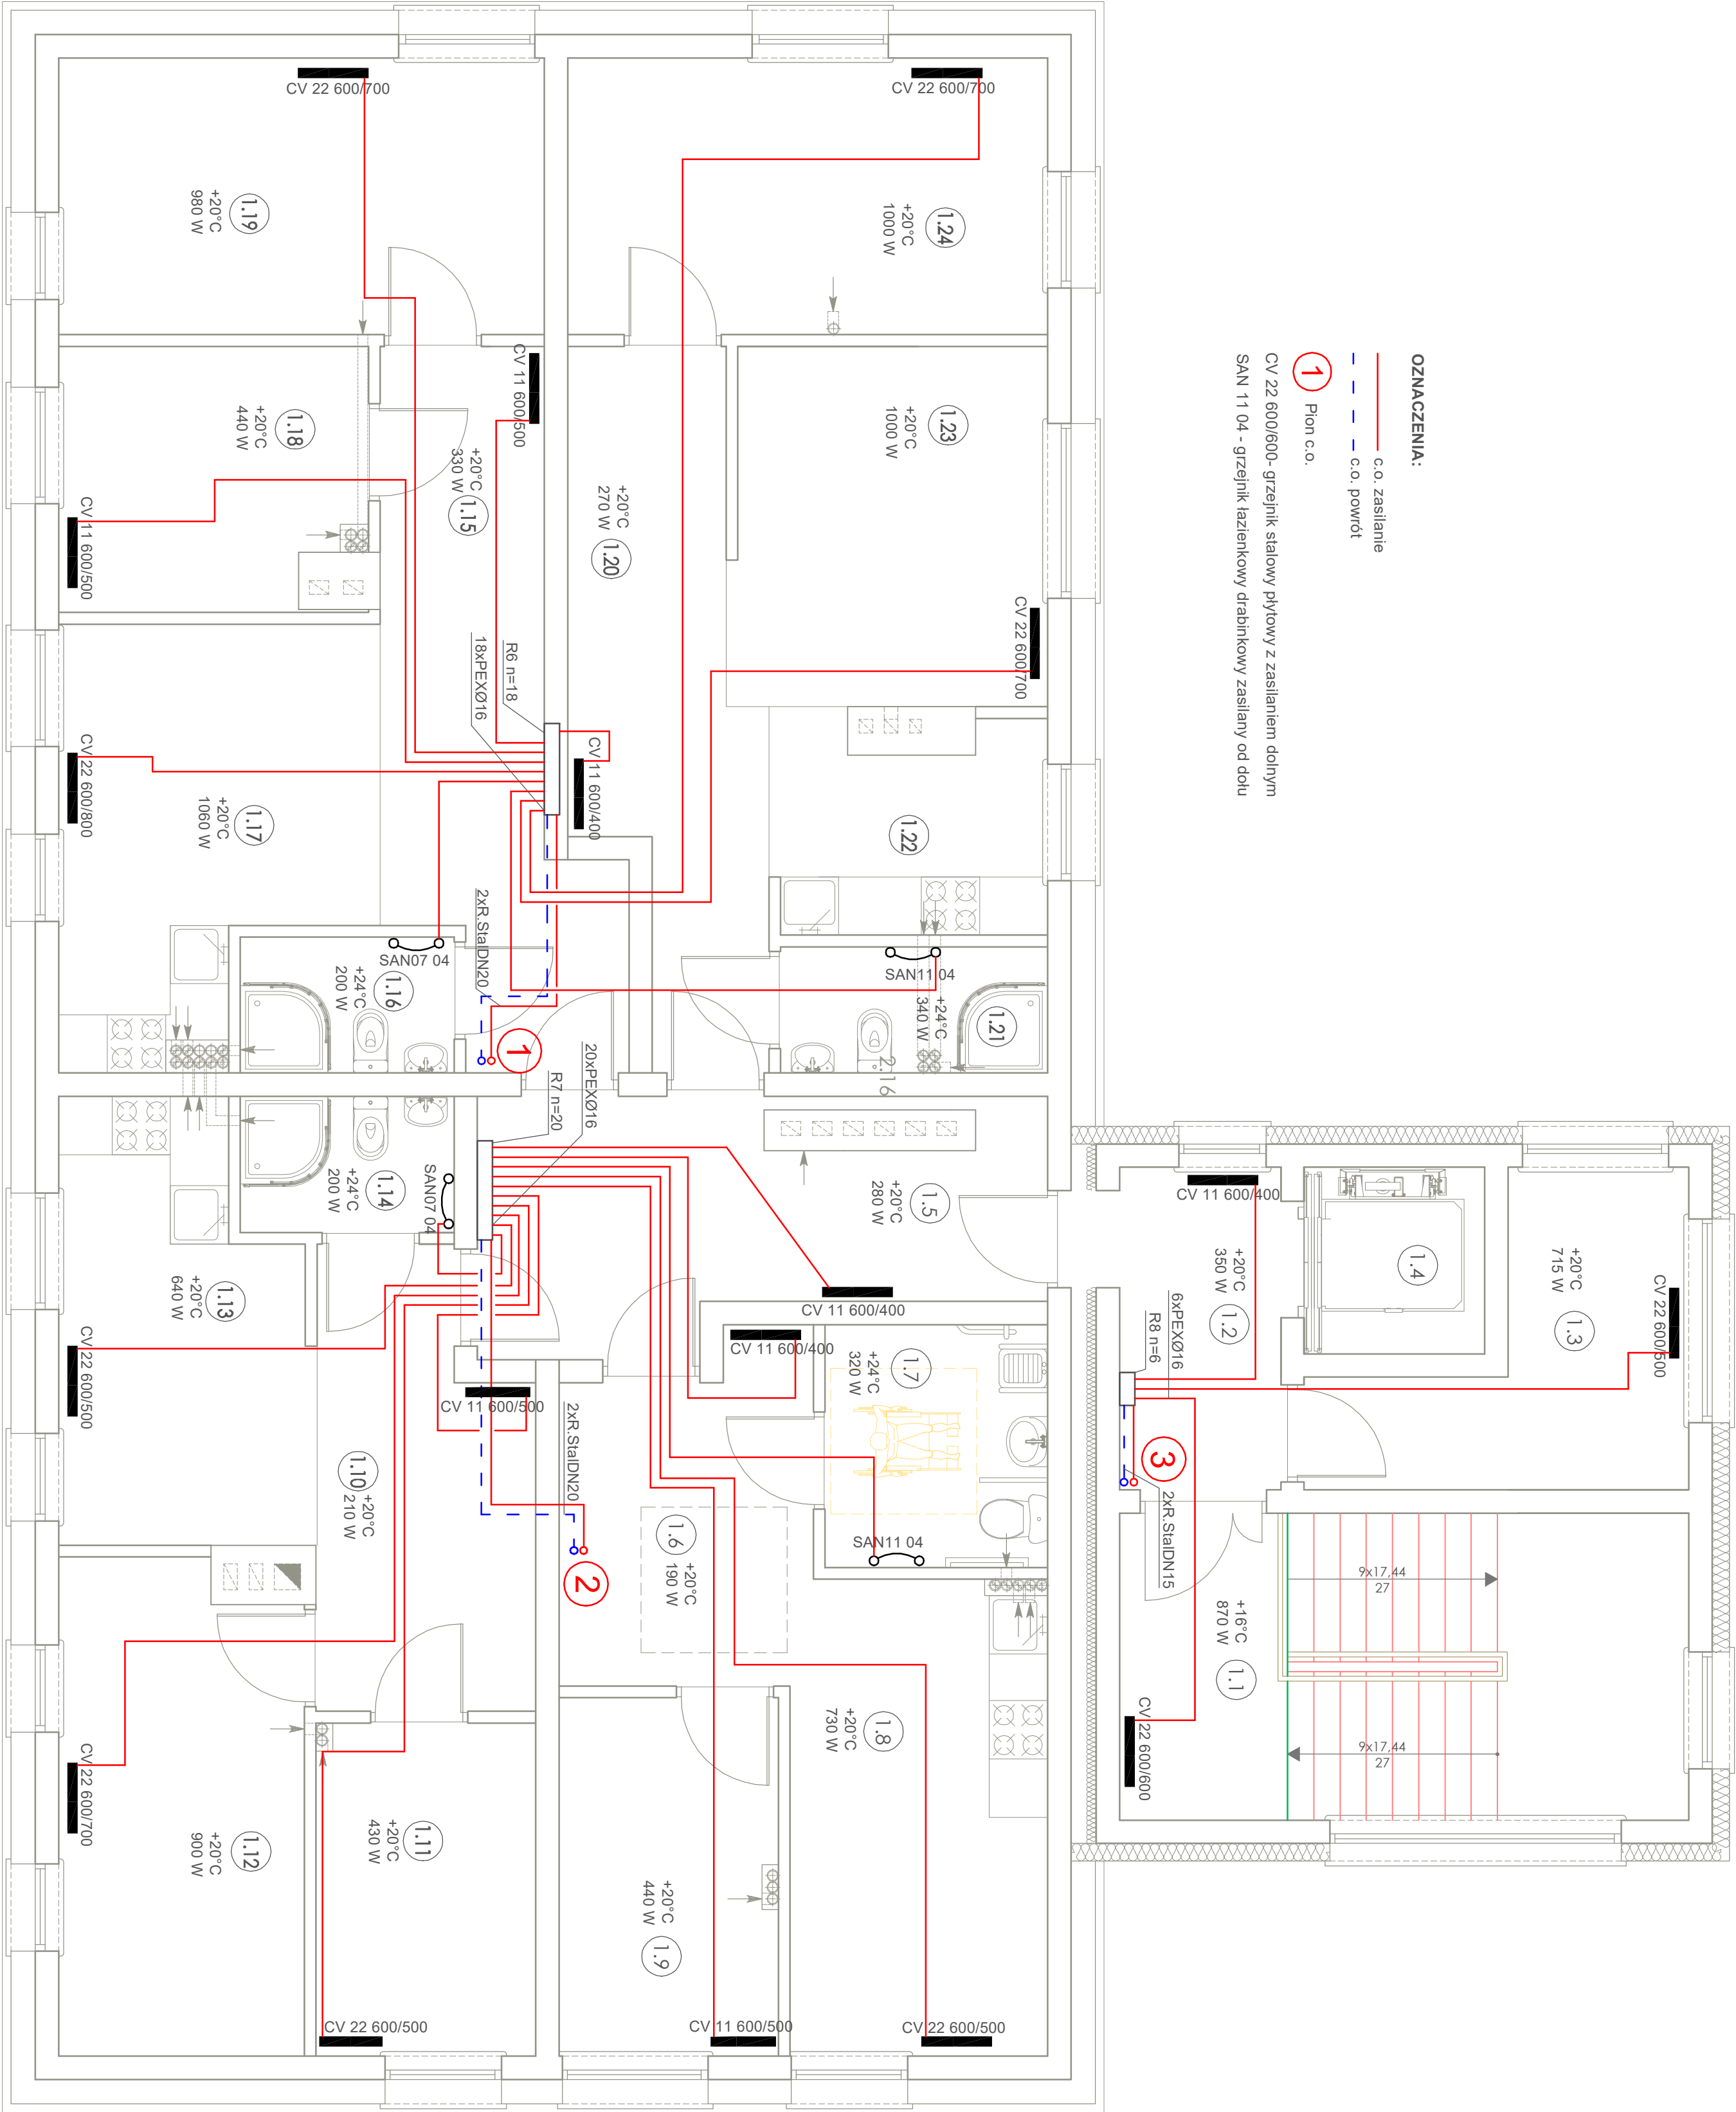 OZNACZENIA:
c.o. zasilanie
c.o. powrót
1 Pion c.o.
CV 22 600/600- grzejnik stalowy płytowy z zasilaniem dolnym
SAN 11 04 - grzejnik łazienkowy drabinkowy zasilany od dołu
CV 22 600/700
CV 22 600/700
1.19
+20°C
980 W
1.24
+20°C
1000 W
CV 11 600/500
1.18
+20°C
440 W
+20°C
330 W
1.15
+20°C
270 W
1.20
1.23
+20°C
1000 W
CV 11 600/500
CV 22 600/700
R6 n=18
18xPEXØ16
CV 11 600/400
CV 22 600/800
1.17
+20°C
1060 W
1.22
2xR.StalDN20
SAN07 04
1.16
+24°C
200 W
SAN11 04
1.21
+24°C
340 W
2.16
1
20xPEXØ16
R7 n=20
1.14
+24°C
200 W
SAN07 04
1.5
+20°C
280 W
CV 11 600/400
CV 11 600/400
1.13
+20°C
640 W
CV 22 600/500
CV 11 600/500
2xR.StalDN20
2
1.7
+24°C
320 W
SAN11 04
1.10
+20°C
210 W
1.6
+20°C
190 W
1.8
+20°C
730 W
1.11
+20°C
430 W
1.12
+20°C
900 W
CV 22 600/700
+20°C
440 W
1.9
CV 22 600/500
CV 11 600/500
CV 22 600/500
CV 11 600/400
+20°C
350 W
1.2
1.4
+20°C
715 W
1.3
CV 22 600/500
6xPEXØ16
R8 n=6
3
2xR.StalDN15
+16°C
870 W
1.1
CV 22 600/600
9x17,44
27
9x17,44
27